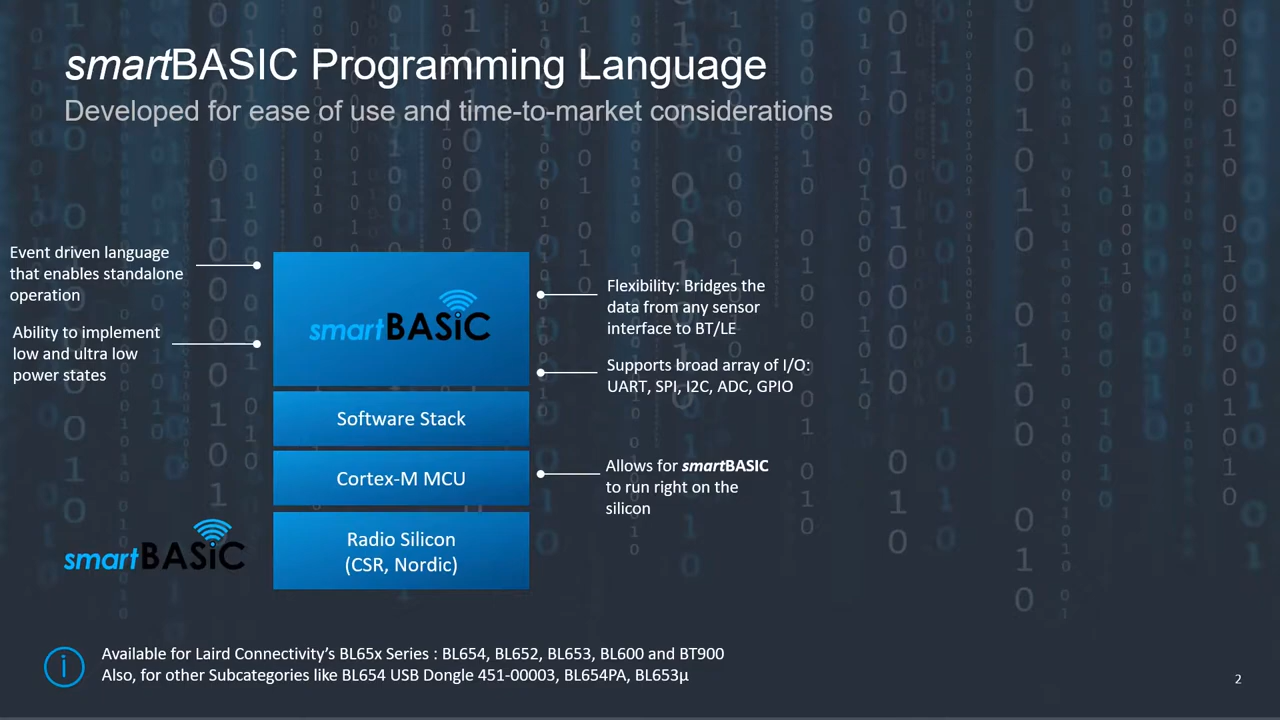 smartBASIC Programming Language
Developed for ease of use and time-to-market considerations
Event driven language
that enables standalone
operation
Ability to implement
low and ultra low
power states
smartBASiC
Software Stack
Cortex-M MCU
Radio Silicon
(CSR, Nordic)
Flexibility: Bridges the
data from any sensor
interface to BT/LE
Supports broad array of I/O:
UART, SPI, I2C, ADC, GPIO
Allows for smartBASIC
to run right on the
silicon
smartBASiC
i
Available for Laird Connectivity’s BL65x Series : BL654, BL652, BL653, BL600 and BT900
Also, for other Subcategories like BL654 USB Dongle 451-00003, BL654PA, BL653µ
2